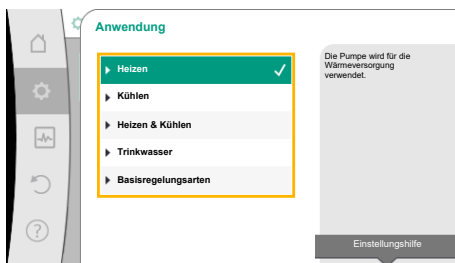 Anwendung
Heizen
Kühlen
Heizen & Kühlen
Trinkwasser
Basisregelungsarten
Die Pumpe wird für die
Wärmeversorgung
verwendet.
Einstellungshilfe
?